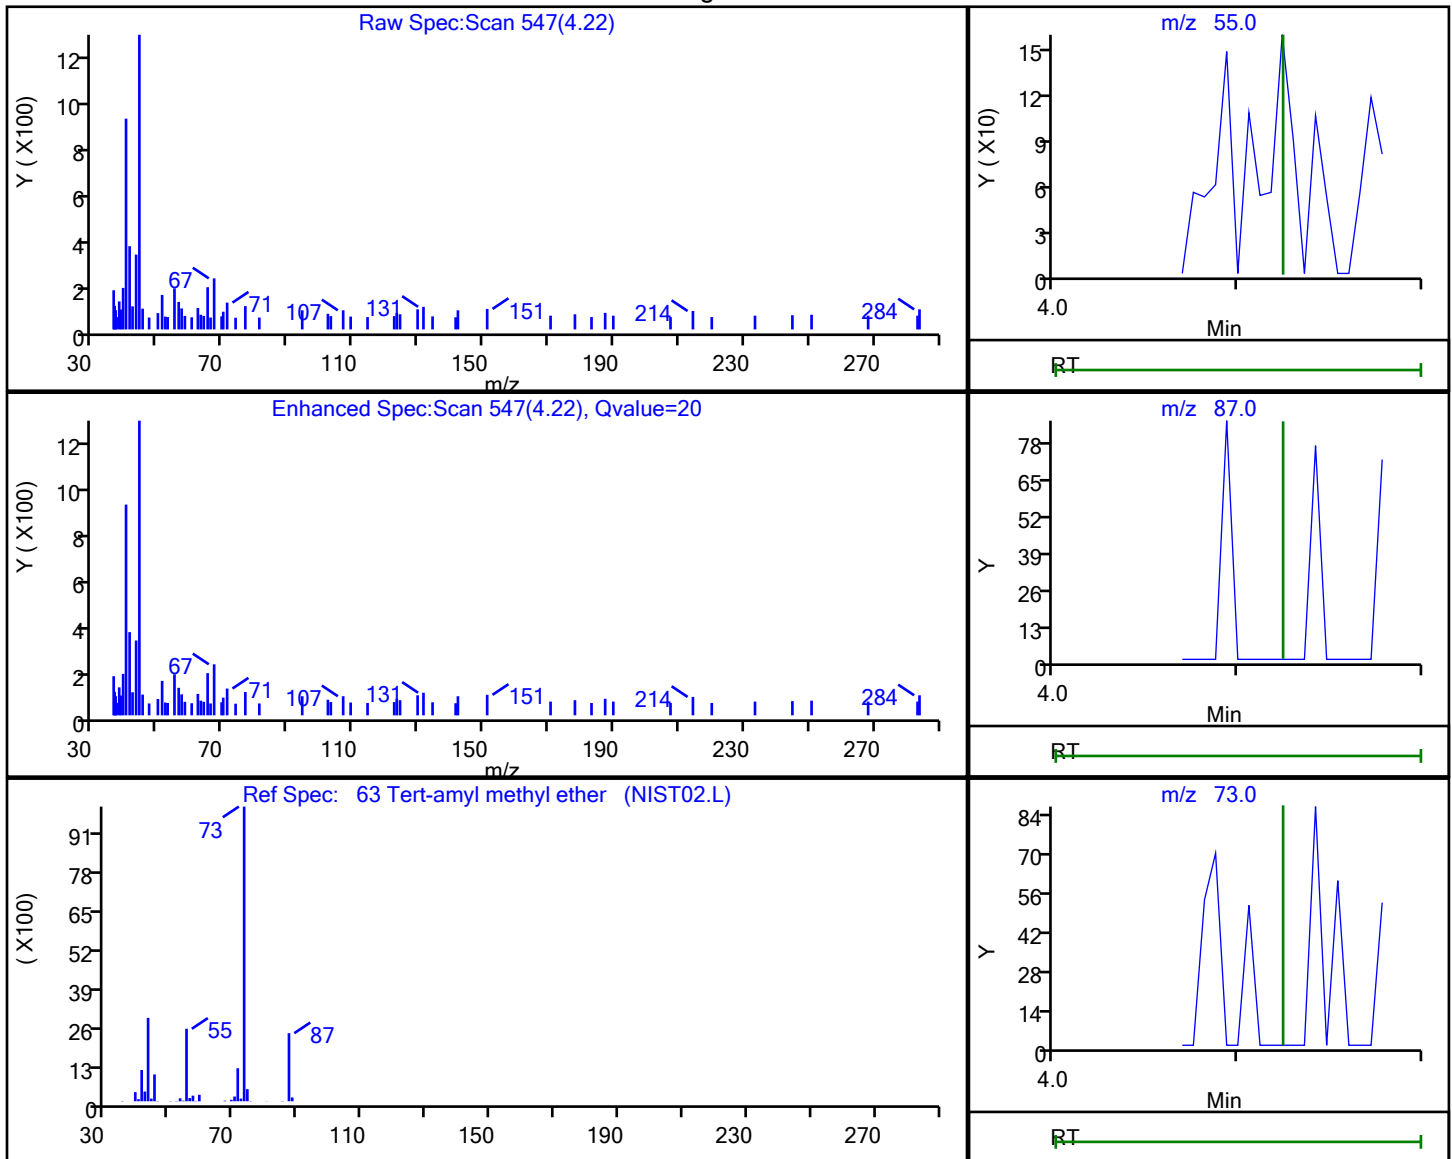 Raw Spec:Scan 547(4.22)
Y ( X100)
12
10
8
6
4
2
0
67
71
107
131
151
214
284
30 70 110 150 190 230 270
m/z
m/z 55.0
Y ( X10)
15
12
9
6
3
0
4.0
Min
RT
Enhanced Spec:Scan 547(4.22), Qvalue=20
Y ( X100)
12
10
8
6
4
2
0
67
71
107
131
151
214
284
30 70 110 150 190 230 270
m/z
m/z 87.0
Y
78
65
52
39
26
13
0
4.0
Min
RT
Ref Spec: 63 Tert-amyl methyl ether (NIST02.L)
( X100)
91
78
65
52
39
26
13
0
73
55
87
30 70 110 150 190 230 270
m/z 73.0
Y
84
70
56
42
28
14
0
4.0
Min
RT